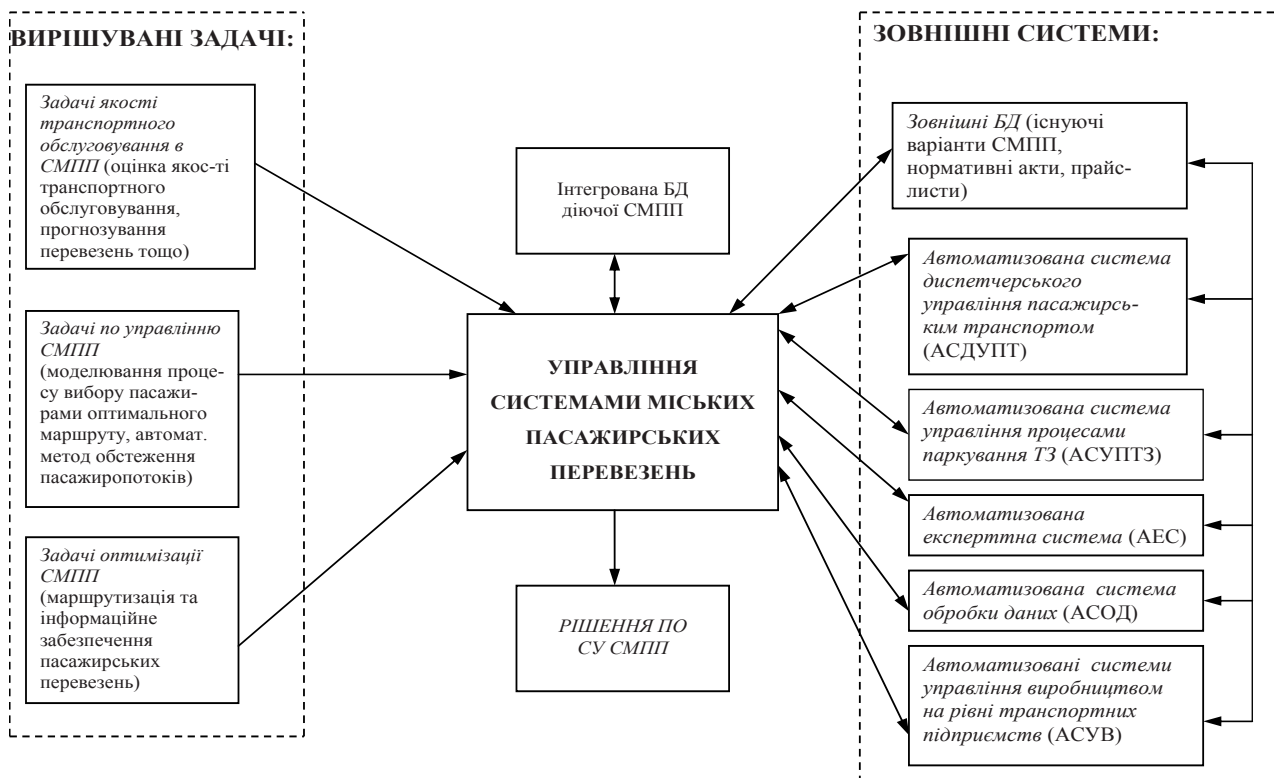 ВИРІШУВАНІ ЗАДАЧІ:
Задачі якості
транспортного
обслуговування в
СМПП (оцінка якос-ті
транспортного
обслуговування,
прогнозування
перевезень тощо)
Задачі по управлінню
СМПП
(моделювання проце-
су вибору пасажи-
рами оптимального
маршруту, автомат.
метод обстеження
пасажиропотоків)
Задачі оптимізації
СМПП
(маршрутизація та
інформаційне
забезпечення
пасажирських
перевезень)
Інтегрована БД
діючої СМПП
УПРАВЛІННЯ
СИСТЕМАМИ МІСЬКИХ
ПАСАЖИРСЬКИХ
ПЕРЕВЕЗЕНЬ
РІШЕННЯ ПО
СУ СМПП
ЗОВНІШНІ СИСТЕМИ:
Зовнішні БД (існуючі
варіанти СМПП,
нормативні акти, прайс-
листи)
Автоматизована система
диспетчерського
управління пасажирсь-
ким транспортом
(АСДУПТ)
Автоматизована система
управління процесами
паркування ТЗ (АСУПТЗ)
Автоматизована
експерттна система (АЕС)
Автоматизована система
обробки даних (АСОД)
Автоматизовані системи
управління виробництвом
на рівні транспортних
підприємств (АСУВ)